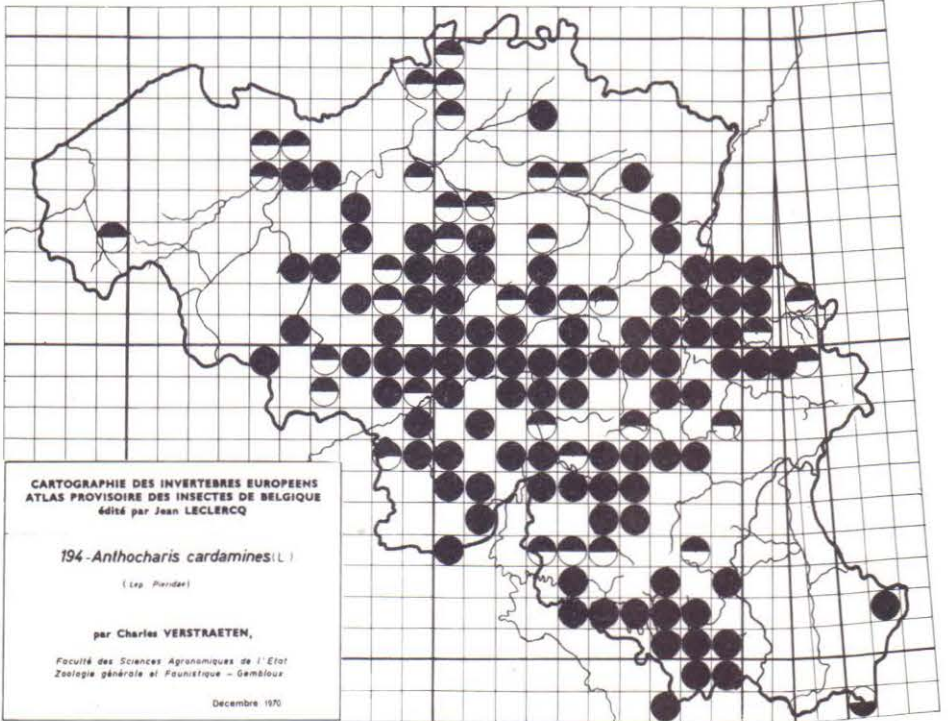 CARTOGRAPHIE DES INVERTEBRES EUROPEENS
ATLAS PROVISOIRE DES INSECTES DE BELGIQUE
édité par Jean LECLERCQ
194-Anthocharis cardamines (L.)
(Lep. Pieridae)
par Charles VERSTRAETEN,
Faculté des Sciences Agronomiques de l'Etat
Zoologie générale et Faunistique - Gembloux
Décembre 1970